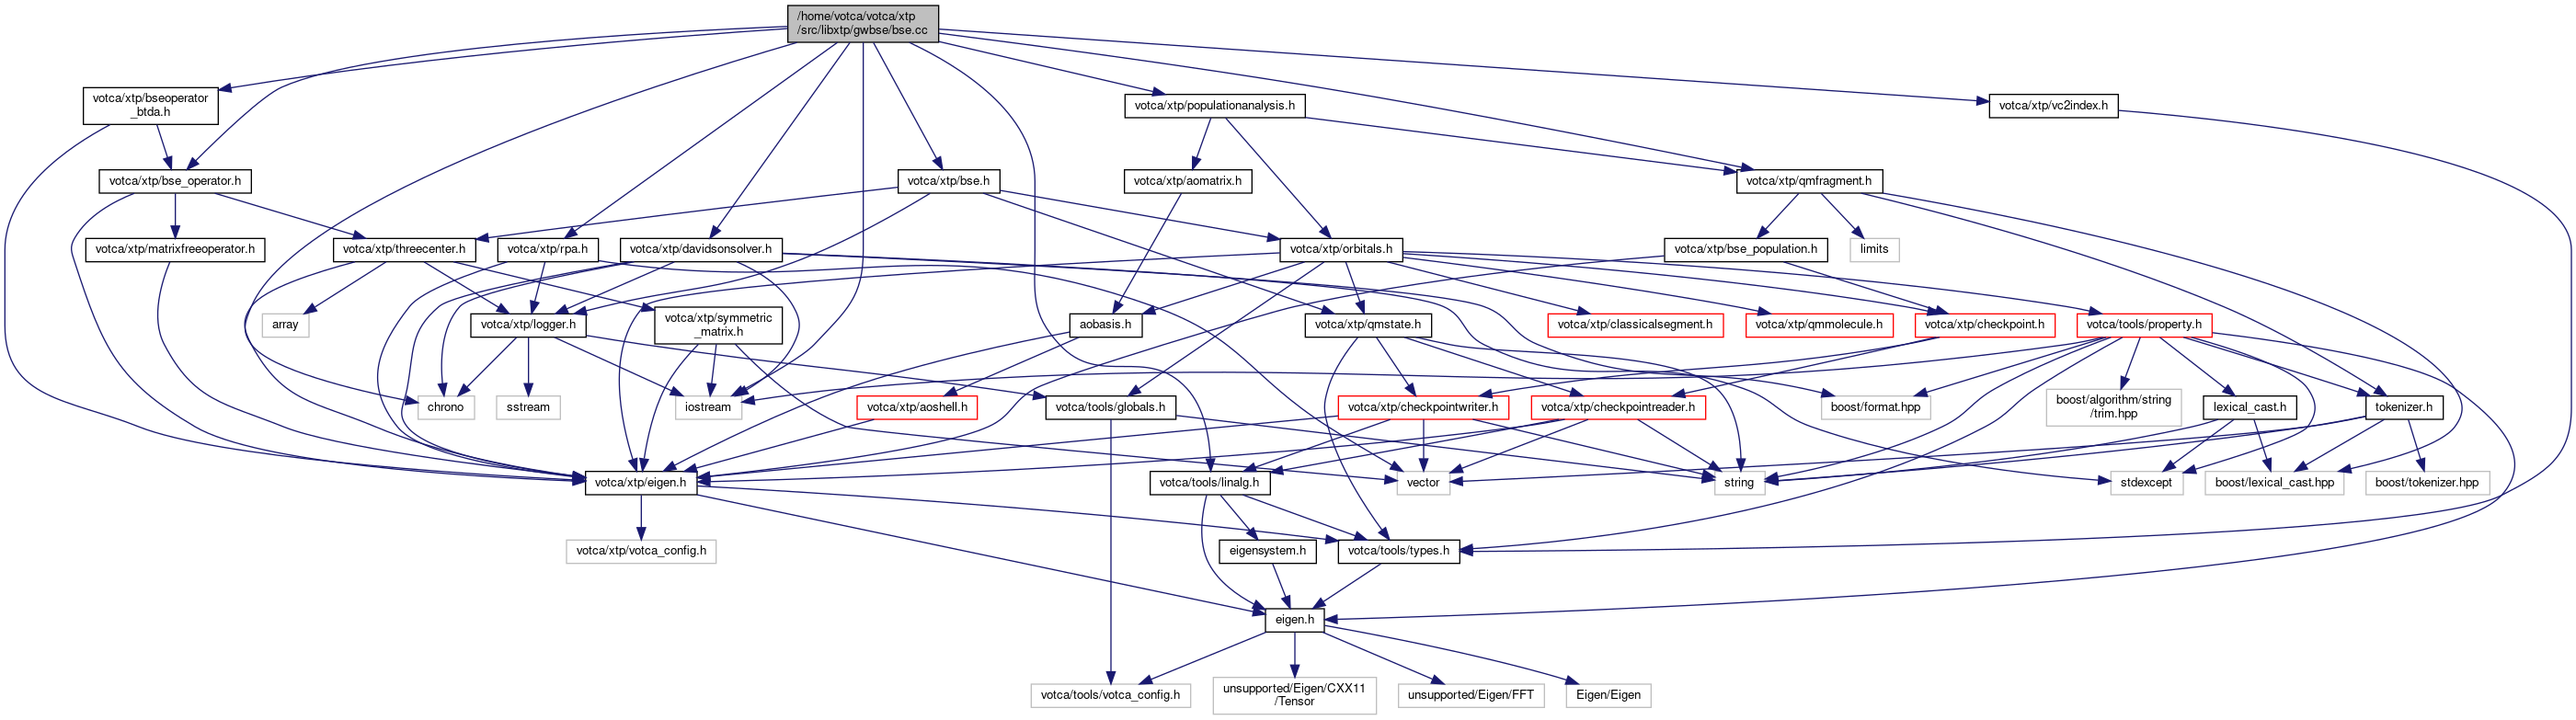 /home/votca/votca/xtp
/src/libxtp/gwbse/bse.cc
votca/xtp/bseoperator
_btda.h
votca/xtp/populationanalysis.h
votca/xtp/vc2index.h
votca/xtp/bse_operator.h
votca/xtp/bse.h
votca/xtp/aomatrix.h
votca/xtp/qmfragment.h
votca/xtp/matrixfreeoperator.h
votca/xtp/threecenter.h
votca/xtp/rpa.h
votca/xtp/davidsonsolver.h
votca/xtp/orbitals.h
votca/xtp/bse_population.h
limits
array
votca/xtp/logger.h
votca/xtp/symmetric
_matrix.h
aobasis.h
votca/xtp/qmstate.h
votca/xtp/classicalsegment.h
votca/xtp/qmmolecule.h
votca/xtp/checkpoint.h
votca/tools/property.h
chrono
sstream
iostream
votca/xtp/aoshell.h
votca/tools/globals.h
votca/xtp/checkpointwriter.h
votca/xtp/checkpointreader.h
boost/format.hpp
boost/algorithm/string
/trim.hpp
lexical_cast.h
tokenizer.h
votca/xtp/eigen.h
votca/tools/linalg.h
vector
string
stdexcept
boost/lexical_cast.hpp
boost/tokenizer.hpp
votca/xtp/votca_config.h
eigensystem.h
votca/tools/types.h
eigen.h
votca/tools/votca_config.h
unsupported/Eigen/CXX11
/Tensor
unsupported/Eigen/FFT
Eigen/Eigen